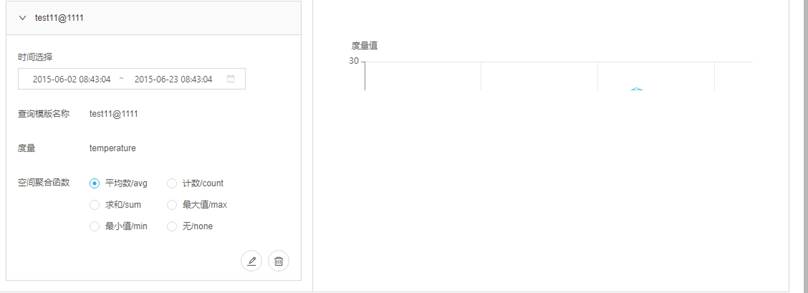 test11@1111
时间选择
2015-06-02 08:43:04 ~ 2015-06-23 08:43:04
查询模版名称 test11@1111
度量 temperature
空间聚合函数 平均数/avg 计数/count
求和/sum 最大值/max
最小值/min 无/none
度量值
30